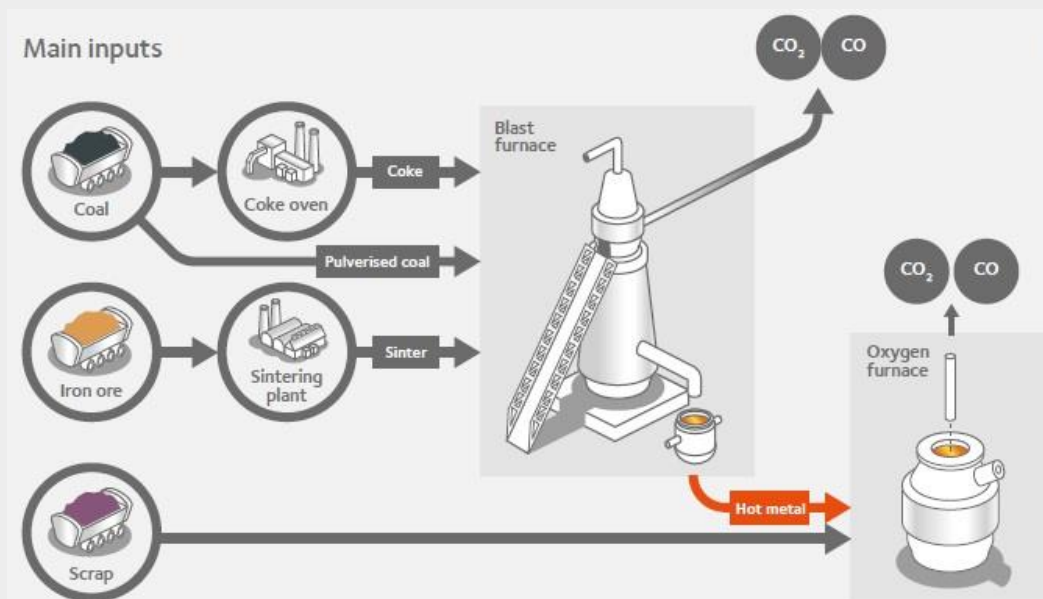 Main inputs
CO₂
CO
Blast
furnace
Coal
Coke oven
Coke
Pulverised coal
CO₂
CO
Iron ore
Sintering
plant
Sinter
Oxygen
furnace
Hot metal
Scrap